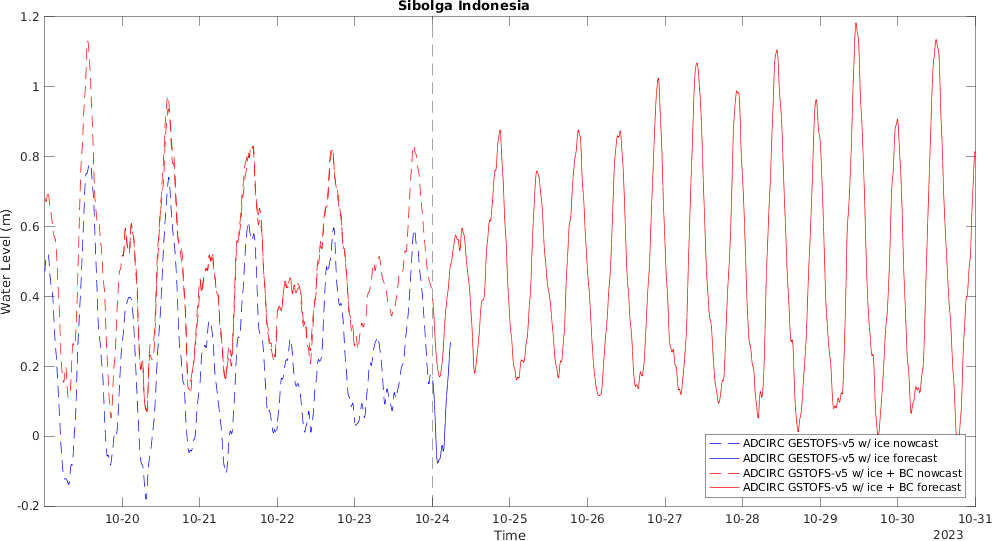 Sibolga Indonesia
Water Level (m)
1.2
1
0.8
0.6
0.4
0.2
0
-0.2
ADCIRC GESTOFS-v5 w/ ice nowcast
ADCIRC GESTOFS-v5 w/ ice forecast
ADCIRC GSTOFS-v5 w/ ice + BC nowcast
ADCIRC GSTOFS-v5 w/ ice + BC forecast
10-20 10-21 10-22 10-23 10-24 10-25 10-26 10-27 10-28 10-29 10-30 10-31
Time
2023